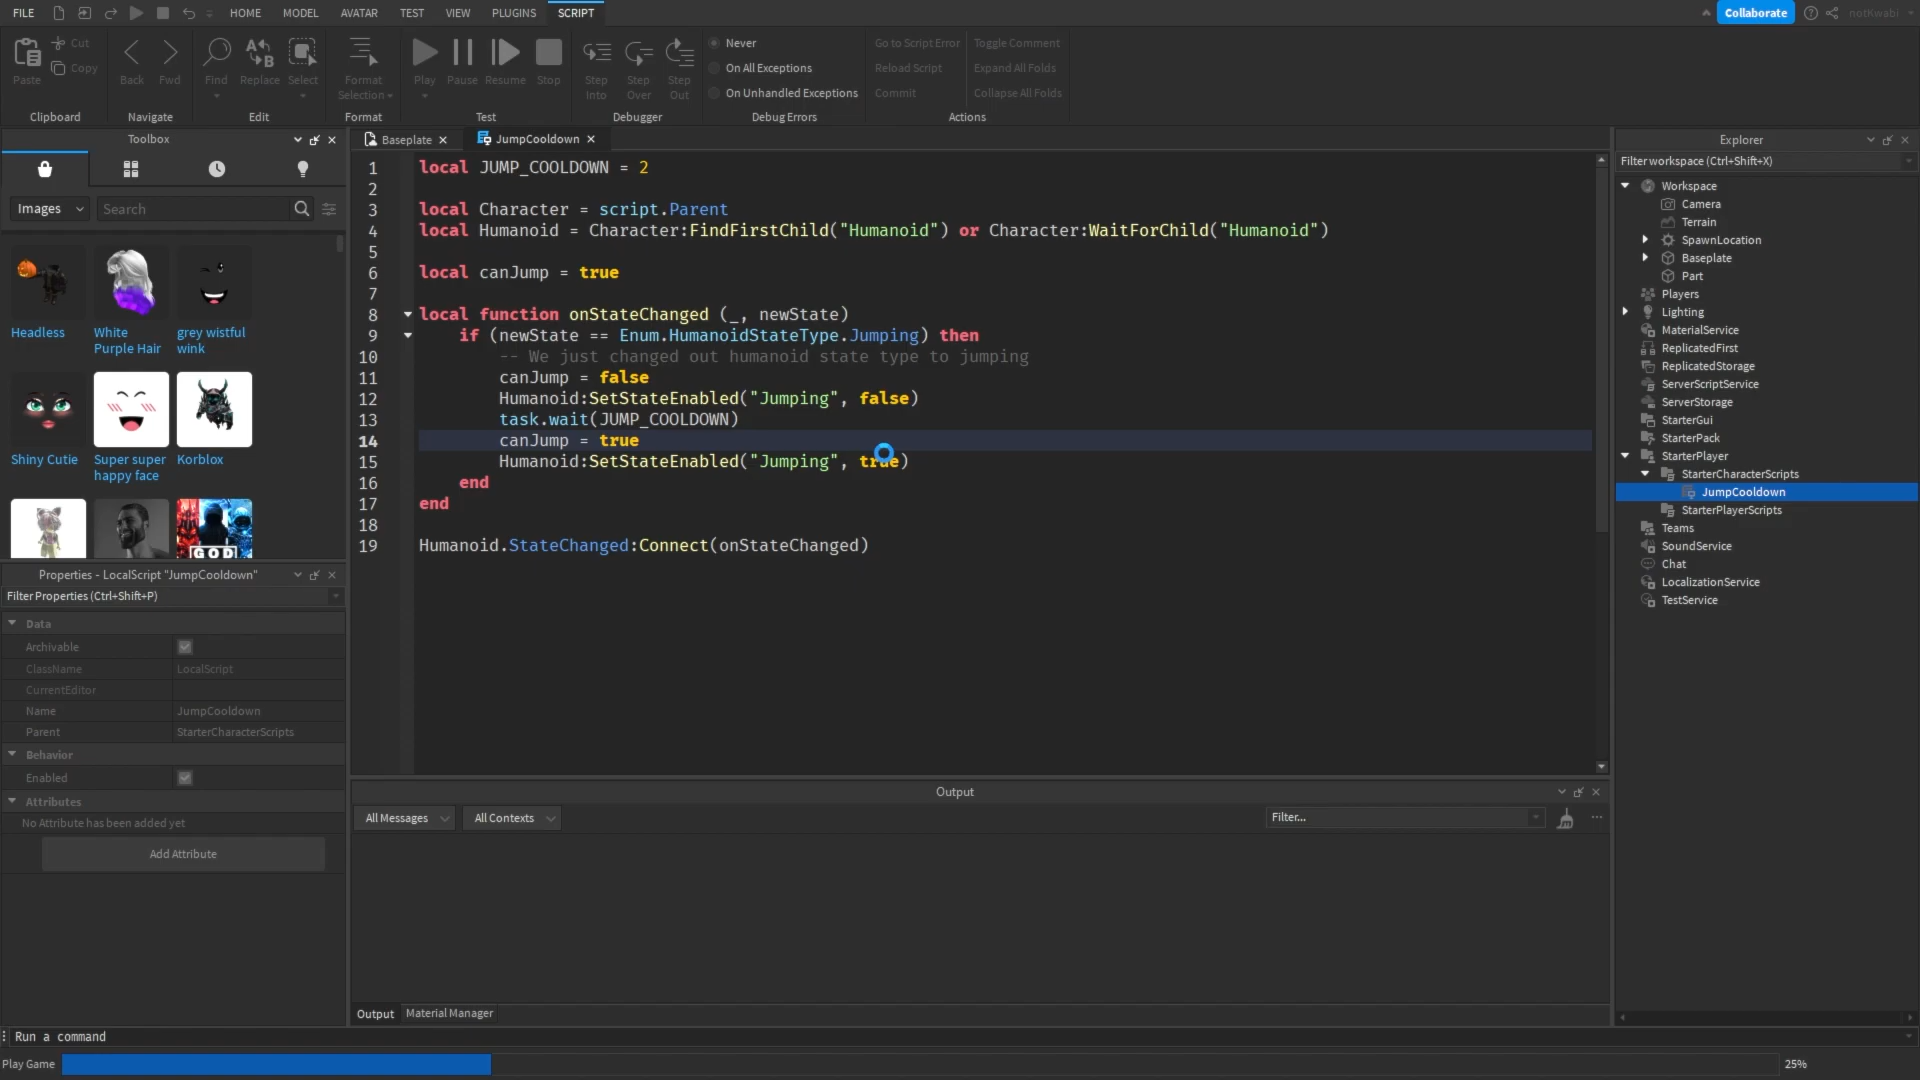 FILE HOME MODEL AVATAR TEST VIEW PLUGINS SCRIPT Collaborate notKwabi
Paste Cut Copy Back Fwd Find Replace Select Format Selection Play Pause Resume Stop Step Into Step Over Step Out
Never
On All Exceptions
On Unhandled Exceptions
Go to Script Error
Reload Script
Commit
Toggle Comment
Expand All Folds
Collapse All Folds
Clipboard Navigate Edit Format Test Debugger Debug Errors Actions
Toolbox
Images Search
Headless
White Purple Hair
grey wistful wink
Shiny Cutie
Super super happy face
Korblox
GOD
Properties - LocalScript "JumpCooldown"
Filter Properties (Ctrl+Shift+P)
Data
Archivable
ClassName LocalScript
CurrentEditor
Name JumpCooldown
Parent StarterCharacterScripts
Behavior
Enabled
Attributes
No Attribute has been added yet
Add Attribute
Baseplate JumpCooldown
1 local JUMP_COOLDOWN = 2
2
3 local Character = script.Parent
4 local Humanoid = Character:FindFirstChild("Humanoid") or Character:WaitForChild("Humanoid")
5
6 local canJump = true
7
8 local function onStateChanged (_, newState)
9 if (newState == Enum.HumanoidStateType.Jumping) then
10 -- We just changed out humanoid state type to jumping
11 canJump = false
12 Humanoid:SetStateEnabled("Jumping", false)
13 task.wait(JUMP_COOLDOWN)
14 canJump = true
15 Humanoid:SetStateEnabled("Jumping", true)
16 end
17 end
18
19 Humanoid.StateChanged:Connect(onStateChanged)
Output
All Messages All Contexts Filter...
Output Material Manager
Explorer
Filter workspace (Ctrl+Shift+X)
Workspace
Camera
Terrain
SpawnLocation
Baseplate
Part
Players
Lighting
MaterialService
ReplicatedFirst
ReplicatedStorage
ServerScriptService
ServerStorage
StarterGui
StarterPack
StarterPlayer
StarterCharacterScripts
JumpCooldown
StarterPlayerScripts
Teams
SoundService
Chat
LocalizationService
TestService
Run a command
Play Game 25%